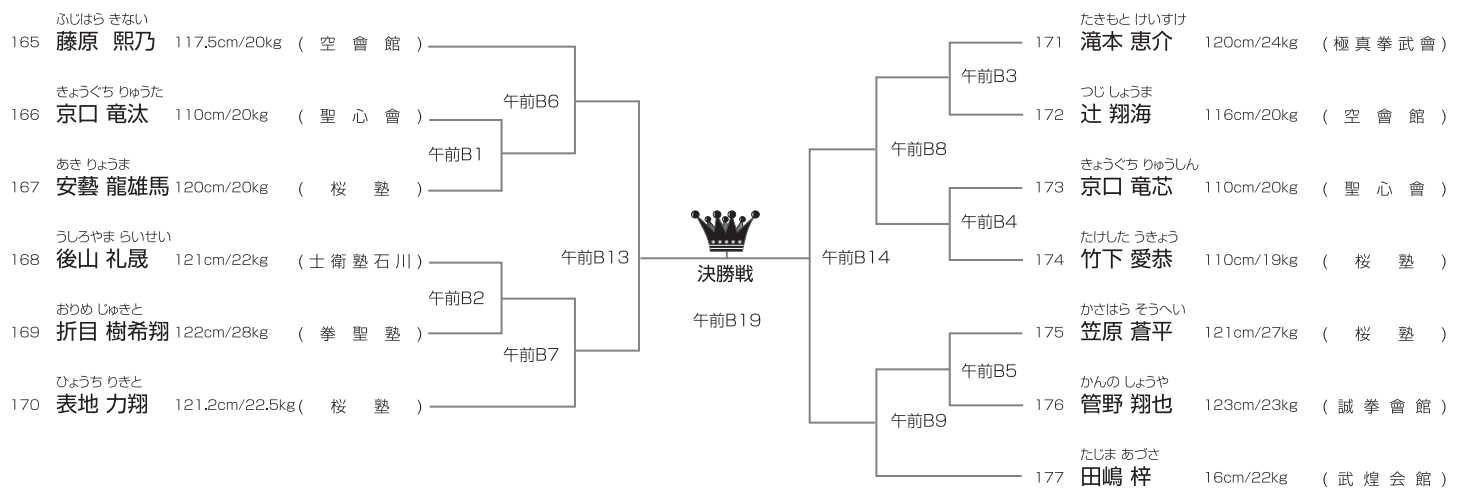 ふじはら きない
165 藤原 熙乃 117.5cm/20kg ( 空 會 館 )
きょうぐち りゅうた
166 京口 竜汰 110cm/20kg ( 聖 心 會 )
あき りょうま
167 安藝 龍雄馬 120cm/20kg ( 桜 塾 )
うしろやま らいせい
168 後山 礼晟 121cm/22kg ( 士 衛 塾 石 川 )
おりめ じゅきと
169 折目 樹希翔 122cm/28kg ( 拳 聖 塾 )
ひょうち りきと
170 表地 力翔 121.2cm/22.5kg ( 桜 塾 )
午前B6
午前B1
午前B2
午前B7
午前B13
決勝戦
午前B19
午前B14
午前B3
午前B8
午前B4
午前B5
午前B9
たきもと けいすけ
171 滝本 恵介 120cm/24kg ( 極 真 拳 武 會 )
つじ しょうま
172 辻 翔海 116cm/20kg ( 空 會 館 )
きょうぐち りゅうしん
173 京口 竜芯 110cm/20kg ( 聖 心 會 )
たけした うきょう
174 竹下 愛恭 110cm/19kg ( 桜 塾 )
かさはら そうへい
175 笠原 蒼平 121cm/27kg ( 桜 塾 )
かんの しょうや
176 管野 翔也 123cm/23kg ( 誠 拳 會 館 )
たじま あづさ
177 田嶋 梓 16cm/22kg ( 武 煌 会 館 )